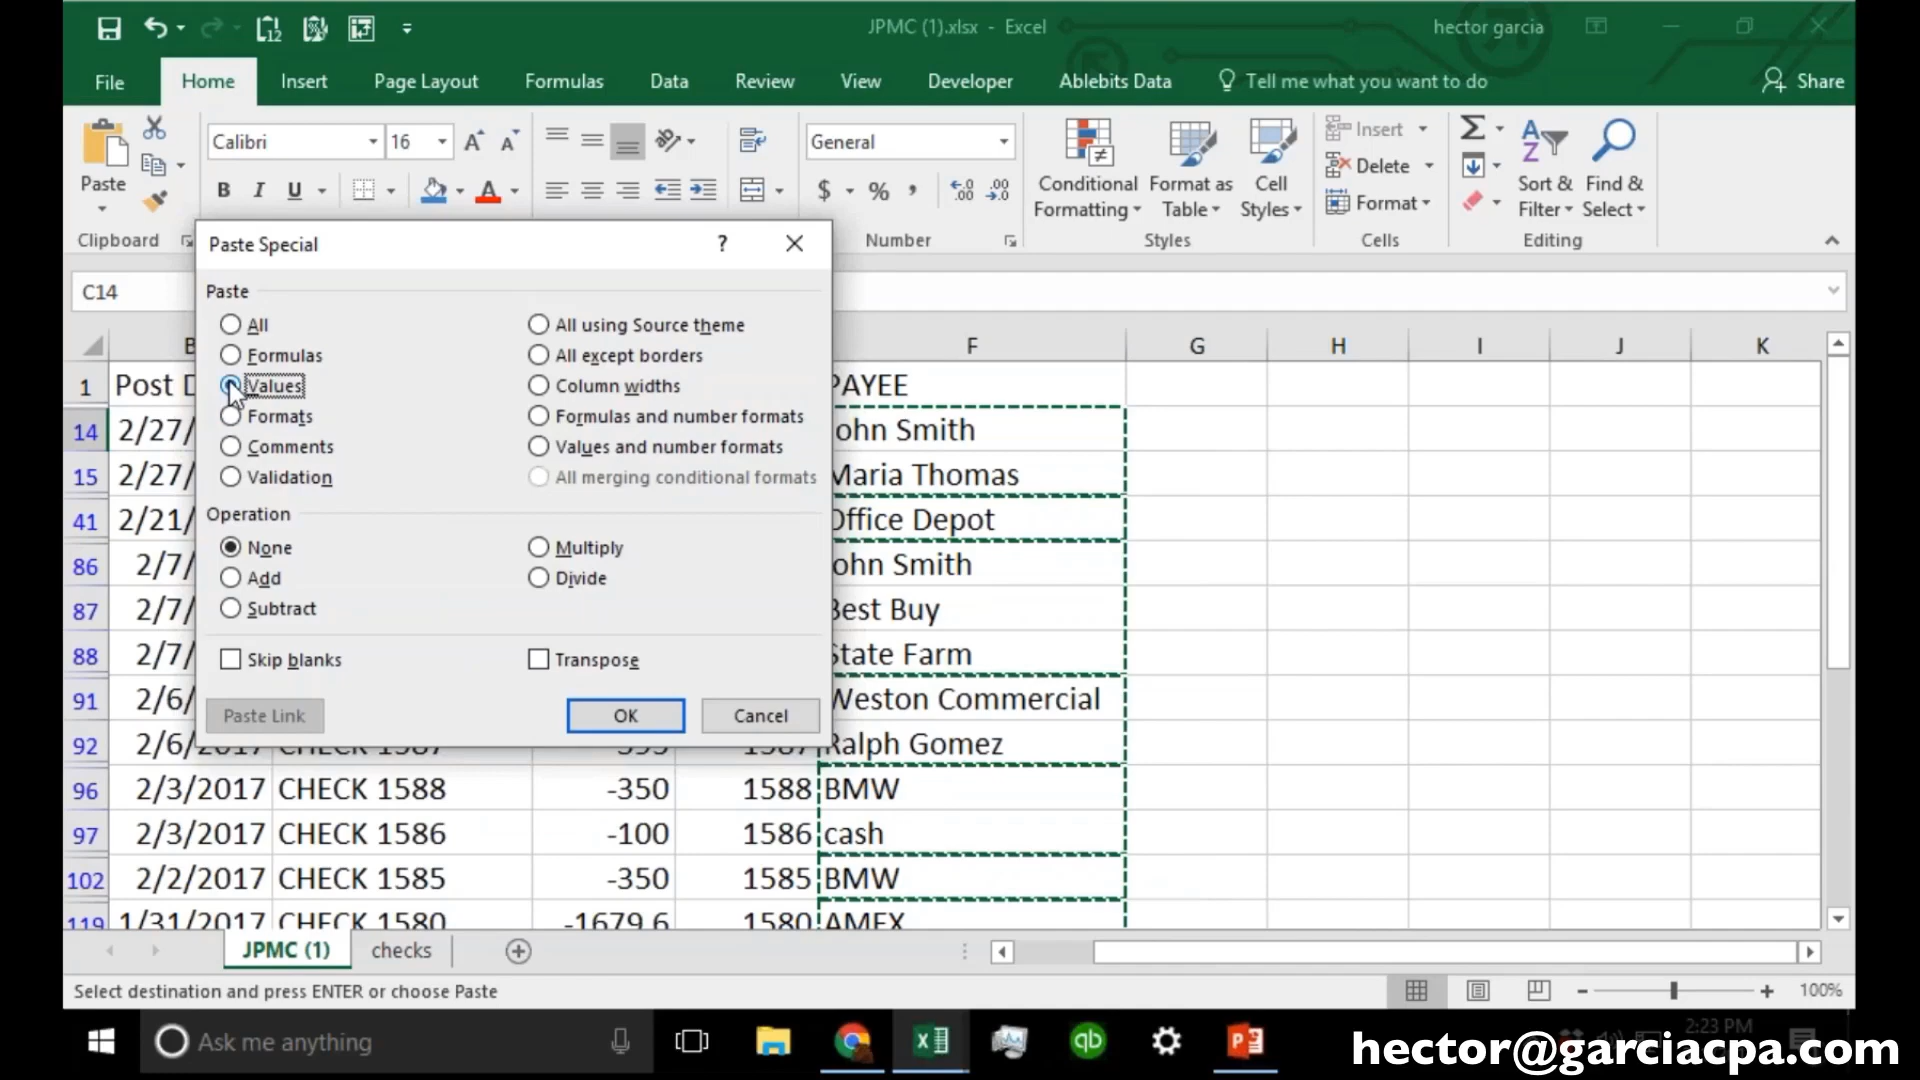 JPMC (1).xlsx - Excel
hector garcia
File Home Insert Page Layout Formulas Data Review View Developer Ablebits Data Tell me what you want to do Share
Calibri 16 General
Paste
B I U $ % ,
Conditional Formatting
Format as Table
Cell Styles
Insert
Delete
Format
Sort & Filter
Find & Select
Clipboard Number Styles Cells Editing
C14
Paste Special ?
Paste
All All using Source theme
Formulas All except borders
Values Column widths
Formats Formulas and number formats
Comments Values and number formats
Validation All merging conditional formats
Operation
None Multiply
Add Divide
Subtract
Skip blanks Transpose
Paste Link OK Cancel
F G H I J K
1 Post PAYEE
14 2/27/ ohn Smith
15 2/27/ Maria Thomas
41 2/21/ Office Depot
86 2/7/ ohn Smith
87 2/7/ Best Buy
88 2/7/ State Farm
91 2/6/ Weston Commercial
92 2/6/2017 CHECK 1587 -395 1587 Ralph Gomez
96 2/3/2017 CHECK 1588 -350 1588 BMW
97 2/3/2017 CHECK 1586 -100 1586 cash
102 2/2/2017 CHECK 1585 -350 1585 BMW
119 1/31/2017 CHECK 1580 -1679.6 1580 AMEX
JPMC (1) checks
Select destination and press ENTER or choose Paste
100%
Ask me anything
2:23 PM
hector@garciacpa.com